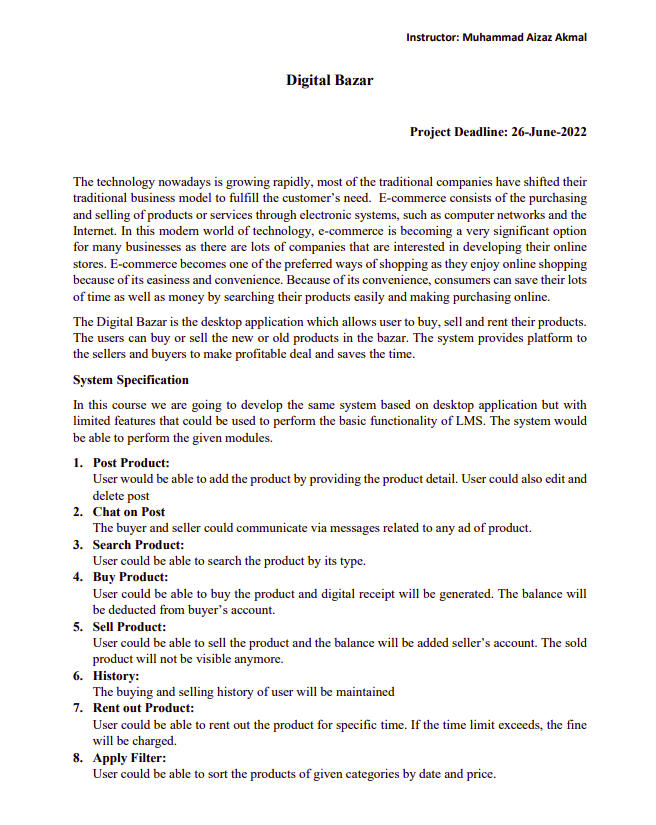 Instructor: Muhammad Aizaz Akmal
Digital Bazar
Project Deadline: 26-June-2022
The technology nowadays is growing rapidly, most of the traditional companies have shifted their
traditional business model to fulfill the customer's need.  E-commerce consists of the purchasing
and selling of products or services through electronic systems, such as computer networks and the
Internet. In this modern world of technology, e-commerce is becoming a very significant option
for many businesses as there are lots of companies that are interested in developing their online
stores. E-commerce becomes one of the preferred ways of shopping as they enjoy online shopping
because of its easiness and convenience. Because of its convenience, consumers can save their lots
of time as well as money by searching their products easily and making purchasing online.
The Digital Bazar is the desktop application which allows user to buy, sell and rent their products.
The users can buy or sell the new or old products in the bazar. The system provides platform to
the sellers and buyers to make profitable deal and saves the time.
System Specification
In this course we are going to develop the same system based on desktop application but with
limited features that could be used to perform the basic functionality of LMS. The system would
be able to perform the given modules.
1. Post Product:
User would be able to add the product by providing the product detail. User could also edit and
delete post
2. Chat on Post
The buyer and seller could communicate via messages related to any ad of product.
3. Search Product:
User could be able to search the product by its type.
4. Buy Product:
User could be able to buy the product and digital receipt will be generated. The balance will
be deducted from buyer's account.
5. Sell Product:
User could be able to sell the product and the balance will be added seller's account. The sold
product will not be visible anymore.
6. History:
The buying and selling history of user will be maintained
7. Rent out Product:
User could be able to rent out the product for specific time. If the time limit exceeds, the fine
will be charged.
8. Apply Filter:
User could be able to sort the products of given categories by date and price.